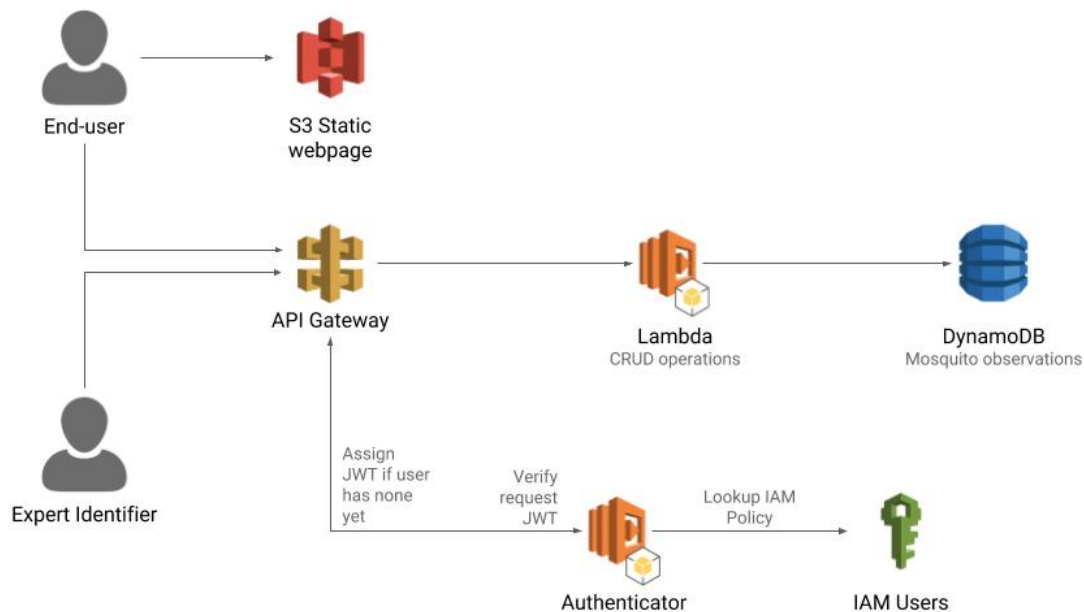 End-user
S3 Static
webpage
API Gateway
Lambda
CRUD operations
DynamoDB
Mosquito observations
Expert Identifier
Assign
JWT if user
has none
yet
Verify
request
JWT
Lookup IAM
Policy
Authenticator
IAM Users